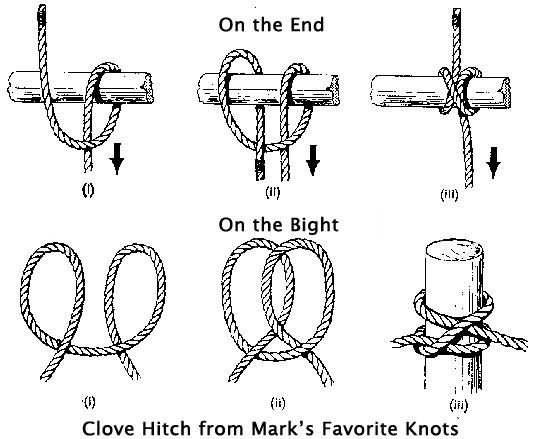 On the End
(i)
(ii)
(iii)
On the Bight
(i)
(ii)
(iii)
Clove Hitch from Mark's Favorite Knots